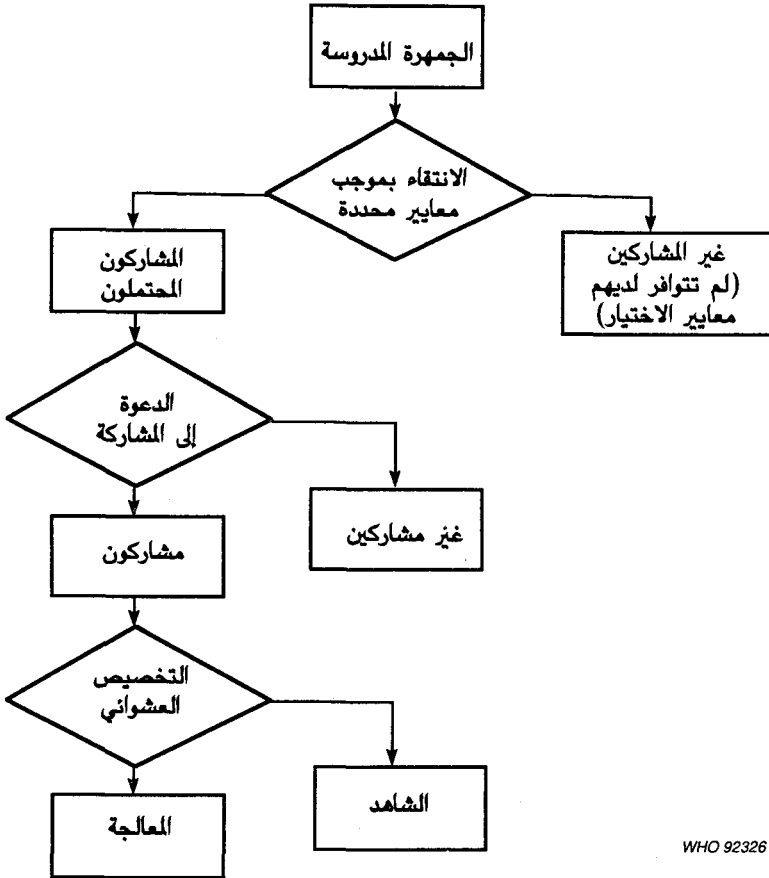 الجمهرة المدروسة
الانتقاء بموجب
معايير محددة
المشاركون
المحتملون
غير المشاركين
(لم تتوافر لديهم
معايير الاختيار)
الدعوة
إلى المشاركة
مشاركون
غير مشاركين
التخصيص
العشوائي
المعالجة
الشاهد
WHO 92326